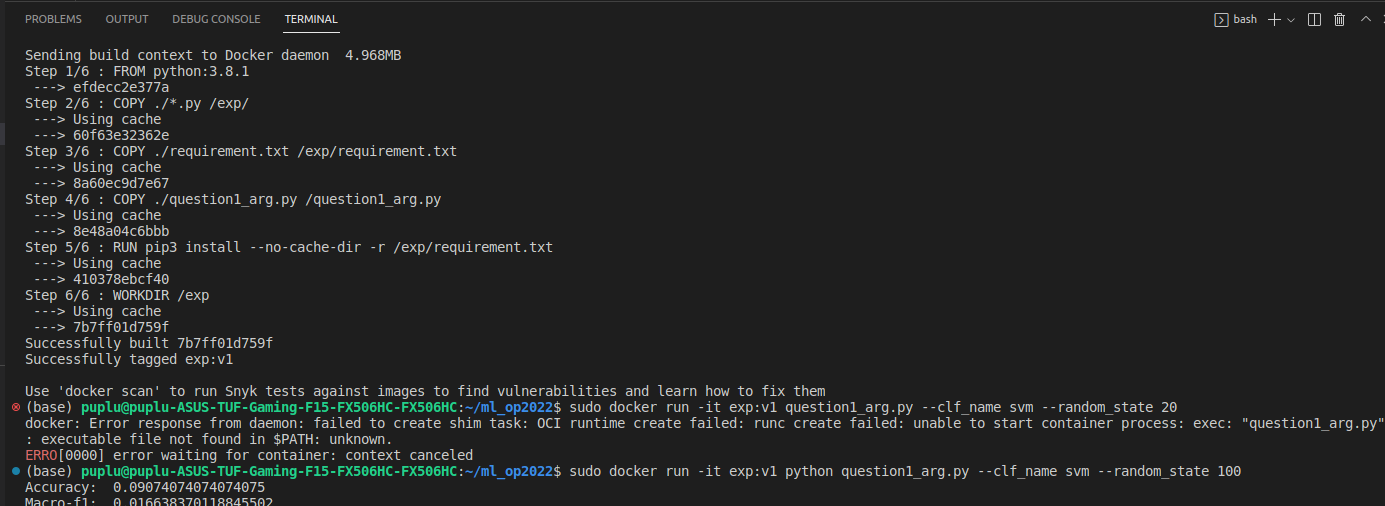 PROBLEMS OUTPUT DEBUG CONSOLE TERMINAL bash
Sending build context to Docker daemon  4.968MB
Step 1/6 : FROM python:3.8.1
 ---> efdecc2e377a
Step 2/6 : COPY ./*.py /exp/
 ---> Using cache
 ---> 60f63e32362e
Step 3/6 : COPY ./requirement.txt /exp/requirement.txt
 ---> Using cache
 ---> 8a60ec9d7e67
Step 4/6 : COPY ./question1_arg.py /question1_arg.py
 ---> Using cache
 ---> 8e48a04c6bbb
Step 5/6 : RUN pip3 install --no-cache-dir -r /exp/requirement.txt
 ---> Using cache
 ---> 410378ebcf40
Step 6/6 : WORKDIR /exp
 ---> Using cache
 ---> 7b7ff01d759f
Successfully built 7b7ff01d759f
Successfully tagged exp:v1
Use 'docker scan' to run Snyk tests against images to find vulnerabilities and learn how to fix them
(base) puplu@puplu-ASUS-TUF-Gaming-F15-FX506HC-FX506HC:~/ml_op2022$ sudo docker run -it exp:v1 question1_arg.py --clf_name svm --random_state 20
docker: Error response from daemon: failed to create shim task: OCI runtime create failed: runc create failed: unable to start container process: exec: "question1_arg.py"
: executable file not found in $PATH: unknown.
ERRO[0000] error waiting for container: context canceled
(base) puplu@puplu-ASUS-TUF-Gaming-F15-FX506HC-FX506HC:~/ml_op2022$ sudo docker run -it exp:v1 python question1_arg.py --clf_name svm --random_state 100
Accuracy:  0.09074074074074075
Macro-f1:  0.016638370118845502